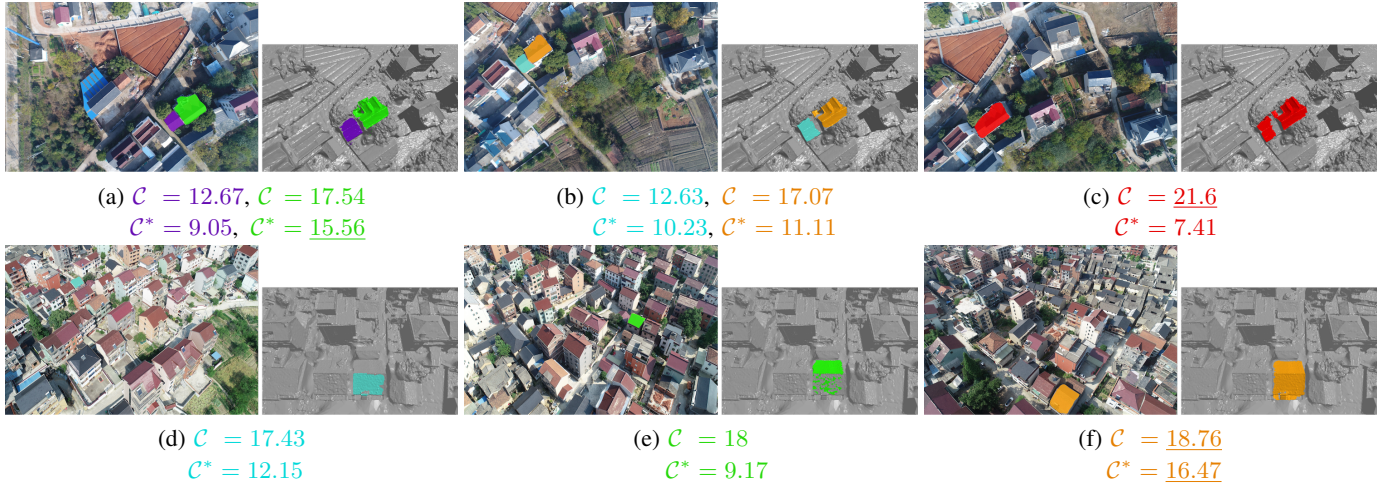 (a) C = 12.67, C = 17.54
C* = 9.05, C* = 15.56
(b) C = 12.63, C = 17.07
C* = 10.23, C* = 11.11
(c) C = 21.6
C* = 7.41
(d) C = 17.43
C* = 12.15
(e) C = 18
C* = 9.17
(f) C = 18.76
C* = 16.47